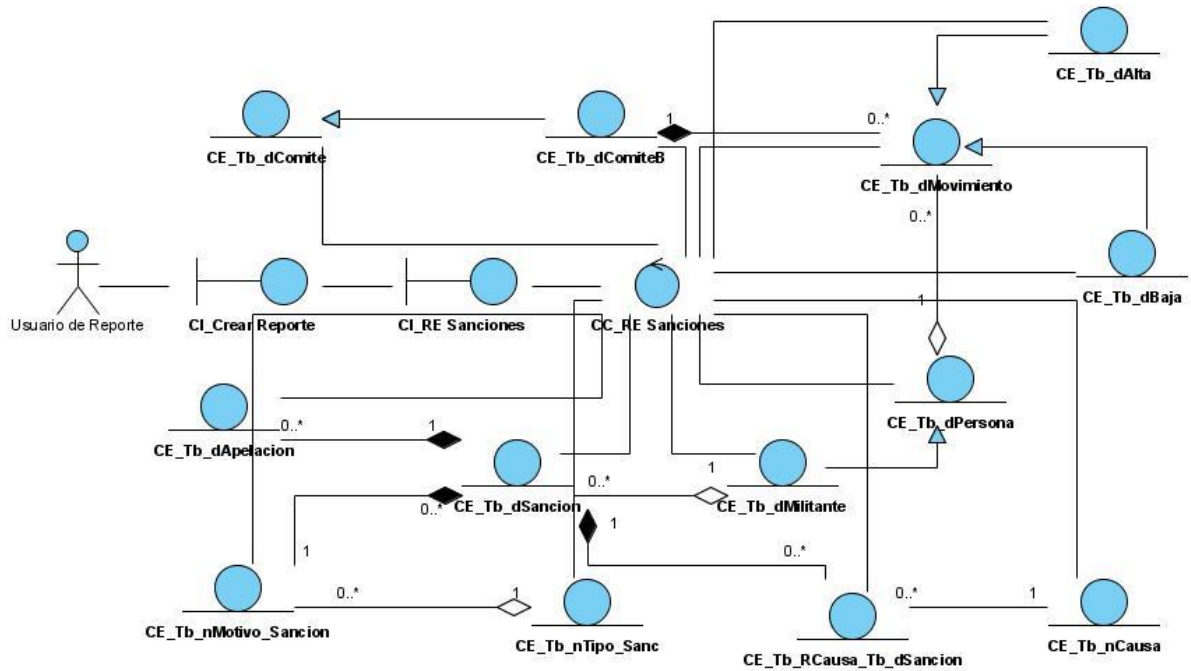 CE_Tb_dAlta
1
0..*
CE_Tb_dComite
CE_Tb_dComiteB
CE_Tb_dMovimiento
0..*
CE_Tb_dBaja
1
Usuario de Reporte
CI_Crear Reporte
CI_RE Sanciones
CC_RE Sanciones
0..*
1
CE_Tb_dPersona
CE_Tb_dApelacion
0..*
1
0..*
CE_Tb_dSancion
CE_Tb_dMilitante
1
1
0..*
0..*
1
0..*
1
CE_Tb_nMotivo_Sancion
CE_Tb_nTipo_Sanc
CE_Tb_RCausa_Tb_dSancion
CE_Tb_nCausa